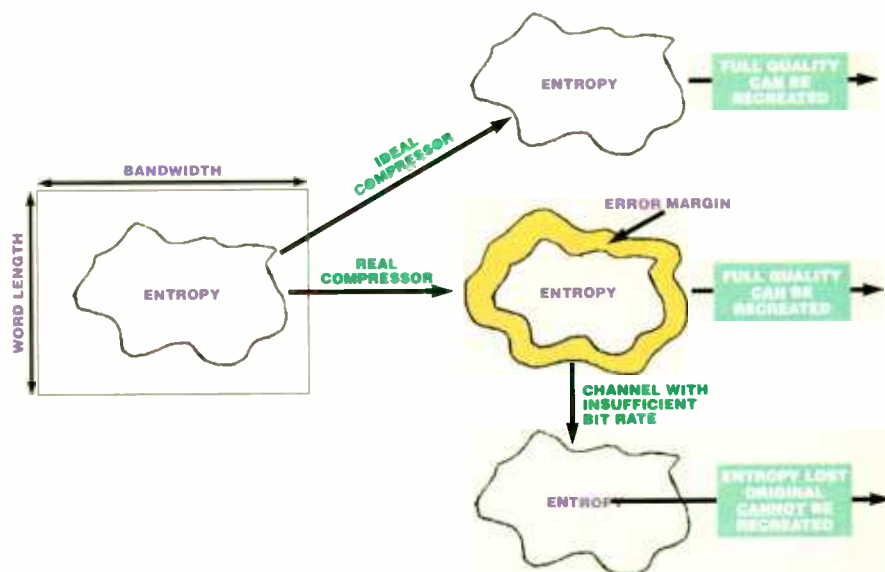 ENTROPY
FULL QUALITY
CAN BE
RECREATED
IDEAL
COMPRESSOR
BANDWIDTH
WORD LENGTH
ENTROPY
REAL
COMPRESSOR
ERROR MARGIN
ENTROPY
FULL QUALITY
CAN BE
RECREATED
CHANNEL WITH
INSUFFICIENT
BIT RATE
ENTROPY
ENTROPY LOST
ORIGINAL
CANNOT BE
RECREATED